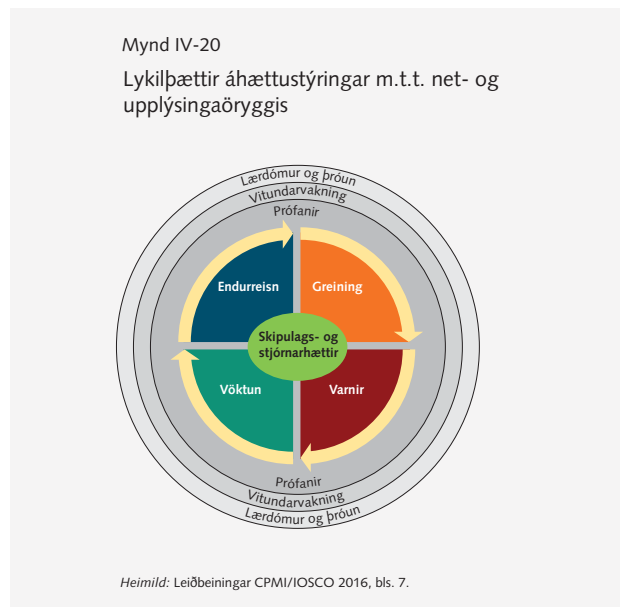 Mynd IV-20
Lykilþættir áhættustýringar m.t.t. net- og
upplýsingaöryggis
Lærdómur og þróun
Vitundarvakning
Prófanir
Endurreisn
Greining
Skipulags- og
stjórnarhættir
Vöktun
Varnir
Prófanir
Vitundarvakning
Lærdómur og þróun
Heimild: Leiðbeiningar CPMI/IOSCO 2016, bls. 7.